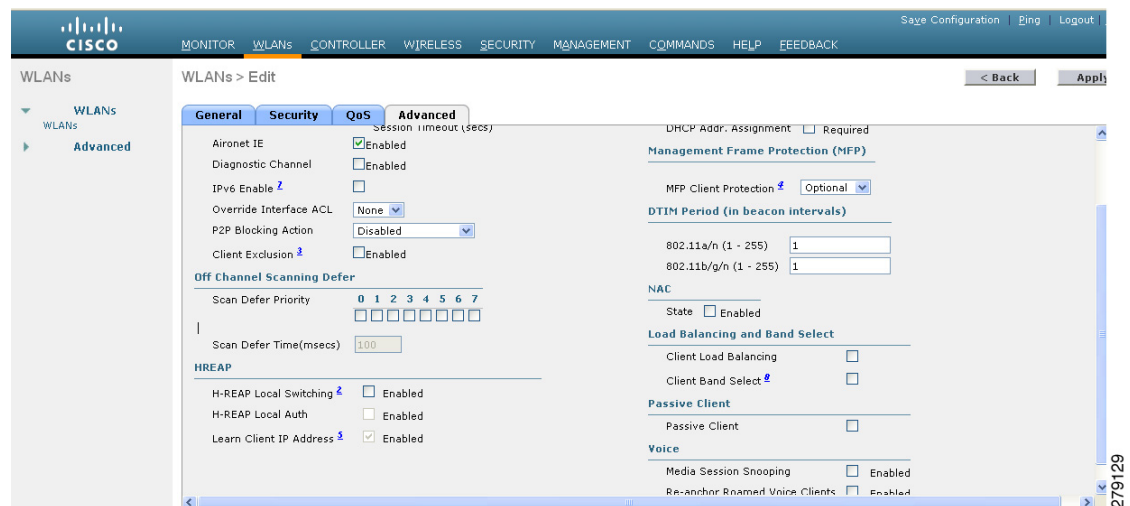 Save Configuration | Ping | Logout |
CISCO
MONITOR WLANs CONTROLLER WIRELESS SECURITY MANAGEMENT COMMANDS HELP FEEDBACK
WLANs
WLANs > Edit
< Back
Apply
WLANs
WLANs
Advanced
General Security QoS Advanced
Session Timeout (secs)
Aironet IE Enabled
Diagnostic Channel Enabled
IPv6 Enable 7
Override Interface ACL None
P2P Blocking Action Disabled
Client Exclusion 3 Enabled
Off Channel Scanning Defer
Scan Defer Priority 0 1 2 3 4 5 6 7
Scan Defer Time(msecs) 100
HREAP
H-REAP Local Switching 2 Enabled
H-REAP Local Auth Enabled
Learn Client IP Address 5 Enabled
DHCP Addr. Assignment Required
Management Frame Protection (MFP)
MFP Client Protection 4 Optional
DTIM Period (in beacon intervals)
802.11a/n (1 - 255) 1
802.11b/g/n (1 - 255) 1
NAC
State Enabled
Load Balancing and Band Select
Client Load Balancing
Client Band Select 8
Passive Client
Passive Client
Voice
Media Session Snooping Enabled
Re-anchor Roamed Voice Clients Enabled
279129